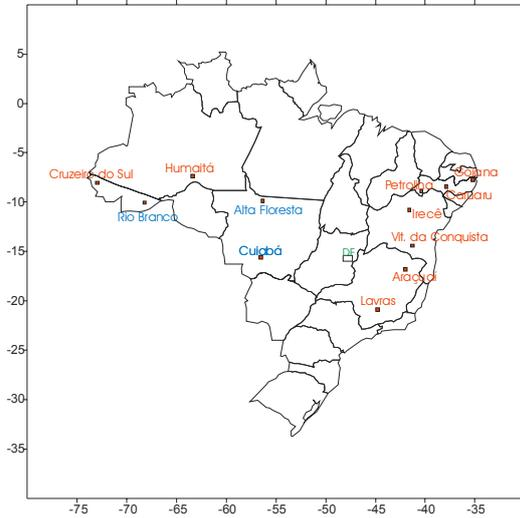 5
0
-5
Goiana
Humaitá
Cruzeiro do Sul
Petrolina
Caruaru
-10
Rio Branco
Alta Floresta
Irecê
Vit. da Conquista
Cuiabá
DF
-15
Araçuaí
Lavras
-20
-25
-30
-35
-75 -70 -65 -60 -55 -50 -45 -40 -35